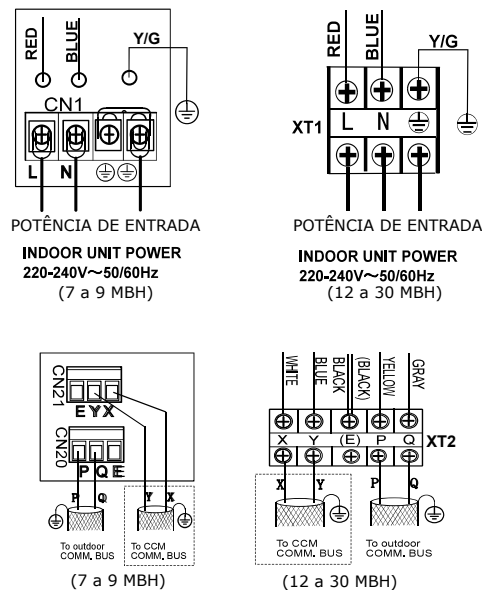 RED
BLUE
Y/G
CN1
L N
POTÊNCIA DE ENTRADA
INDOOR UNIT POWER
220-240V～50/60Hz
(7 a 9 MBH)
RED
BLUE
Y/G
XT1
L N
POTÊNCIA DE ENTRADA
INDOOR UNIT POWER
220-240V～50/60Hz
(12 a 30 MBH)
CN21
E Y X
CN20
P Q E
P Q Y X
To outdoor
COMM. BUS
To CCM
COMM. BUS
(7 a 9 MBH)
WHITE
BLUE
BLACK
(BLACK)
YELLOW
GRAY
X Y (E) P Q
XT2
X Y P Q
To CCM
COMM. BUS
To outdoor
COMM. BUS
(12 a 30 MBH)